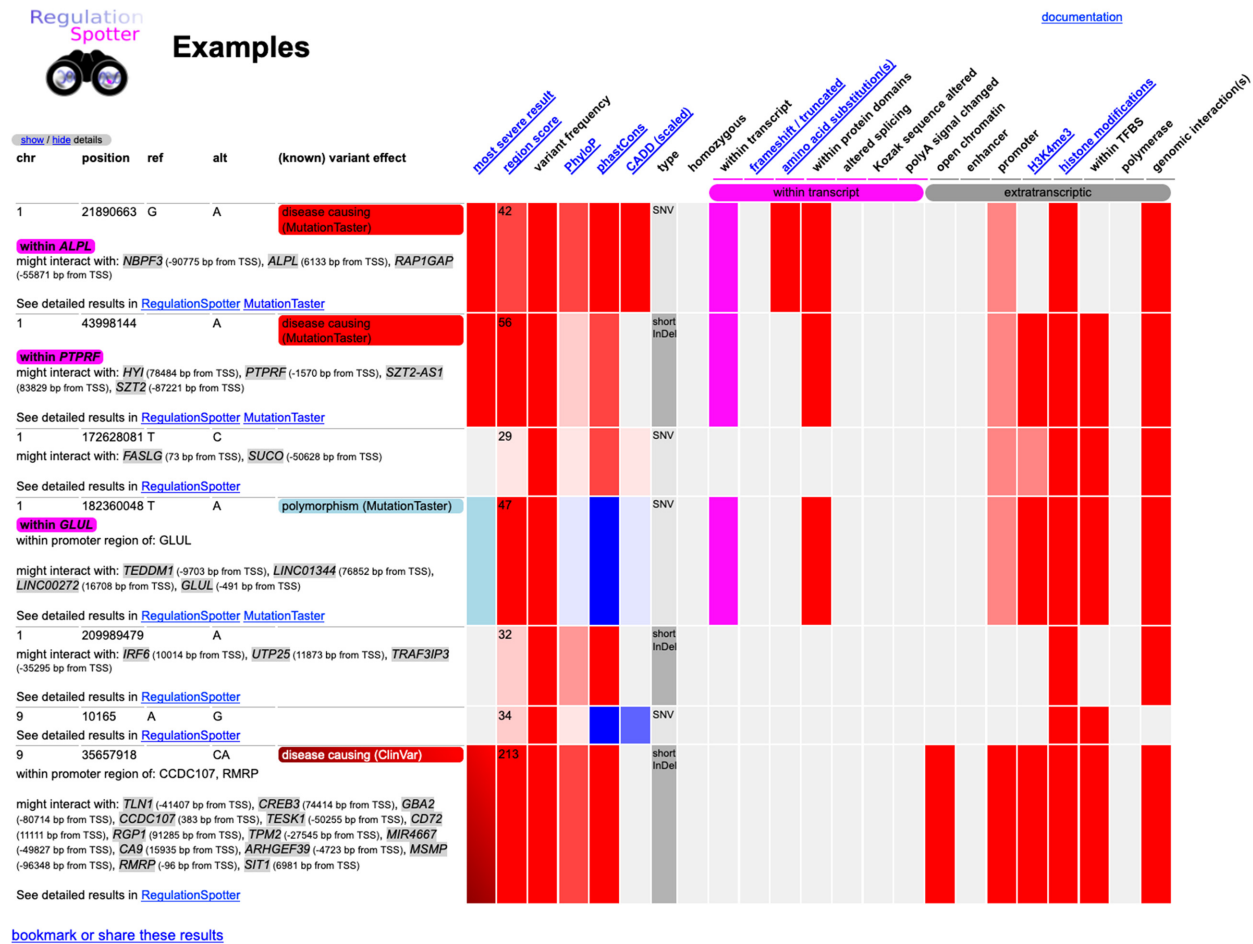 Regulation
Spotter
Examples
documentation
show / hide details
chr position ref alt (known) variant effect
most severe result
region score
variant frequency
PhyloP
phastCons
CADD (scaled)
type
homozygous
within transcript
frameshift / truncated
amino acid substitution(s)
within protein domains
altered splicing
Kozak sequence altered
polyA signal changed
open chromatin
enhancer
promoter
H3K4me3
histone modifications
within TFBS
polymerase
genomic interaction(s)
within transcript extratranscriptic
1 21890663 G A disease causing (MutationTaster) 42 SNV
within ALPL
might interact with: NBPF3 (-90775 bp from TSS), ALPL (6133 bp from TSS), RAP1GAP
(-55871 bp from TSS)
See detailed results in RegulationSpotter MutationTaster
1 43998144 A disease causing (MutationTaster) 56 short InDel
within PTPRF
might interact with: HYI (78484 bp from TSS), PTPRF (-1570 bp from TSS), SZT2-AS1
(83829 bp from TSS), SZT2 (-87221 bp from TSS)
See detailed results in RegulationSpotter MutationTaster
1 172628081 T C 29 SNV
might interact with: FASLG (73 bp from TSS), SUCO (-50628 bp from TSS)
See detailed results in RegulationSpotter
1 182360048 T A polymorphism (MutationTaster) 47 SNV
within GLUL
within promoter region of: GLUL
might interact with: TEDDM1 (-9703 bp from TSS), LINC01344 (76852 bp from TSS),
LINC00272 (16708 bp from TSS), GLUL (-491 bp from TSS)
See detailed results in RegulationSpotter MutationTaster
1 209989479 A 32 short InDel
might interact with: IRF6 (10014 bp from TSS), UTP25 (11873 bp from TSS), TRAF3IP3
(-35295 bp from TSS)
See detailed results in RegulationSpotter
9 10165 A G 34 SNV
See detailed results in RegulationSpotter
9 35657918 CA disease causing (ClinVar) 213 short InDel
within promoter region of: CCDC107, RMRP
might interact with: TLN1 (-41407 bp from TSS), CREB3 (74414 bp from TSS), GBA2
(-80714 bp from TSS), CCDC107 (383 bp from TSS), TESK1 (-50255 bp from TSS), CD72
(11111 bp from TSS), RGP1 (91285 bp from TSS), TPM2 (-27545 bp from TSS), MIR4667
(-49827 bp from TSS), CA9 (15935 bp from TSS), ARHGEF39 (-4723 bp from TSS), MSMP
(-96348 bp from TSS), RMRP (-96 bp from TSS), SIT1 (6981 bp from TSS)
See detailed results in RegulationSpotter
bookmark or share these results